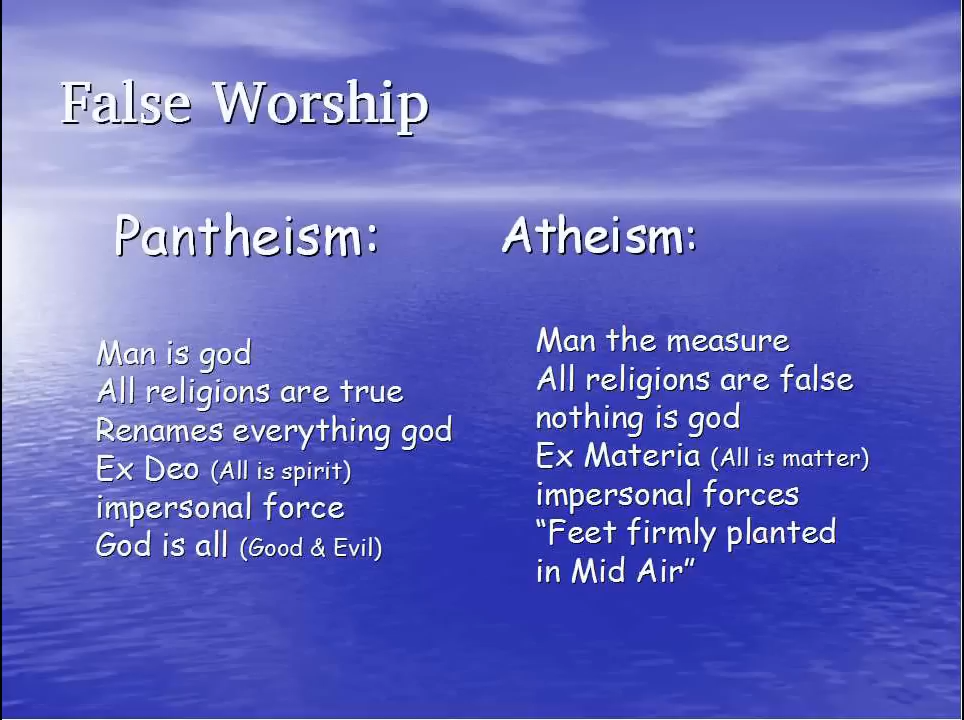 False Worship
Pantheism:
Man is god
All religions are true
Renames everything god
Ex Deo (All is spirit)
impersonal force
God is all (Good & Evil)
Atheism:
Man the measure
All religions are false
nothing is god
Ex Materia (All is matter)
impersonal forces
“Feet firmly planted
in Mid Air”